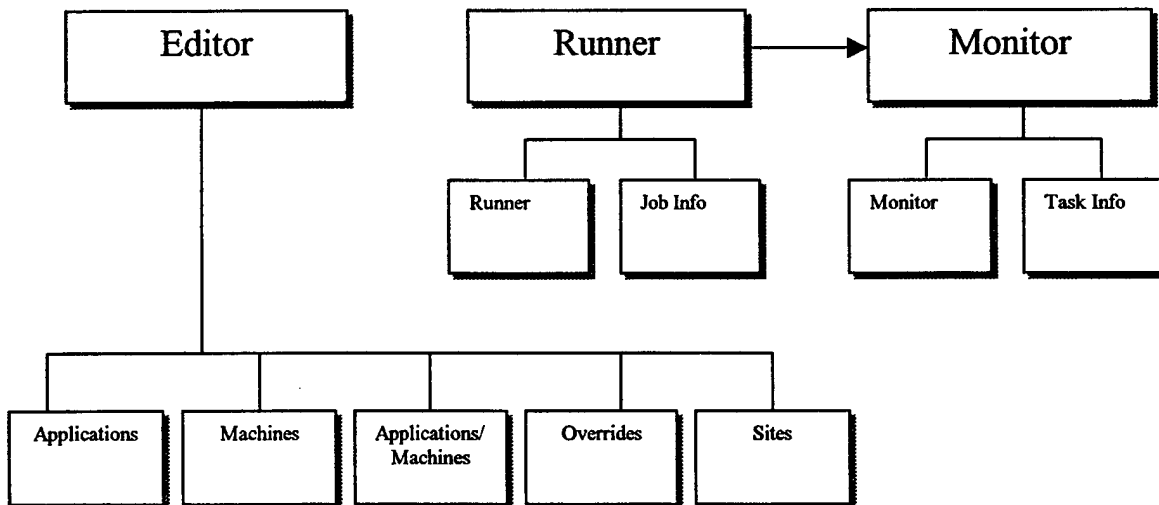 Editor
Runner
Monitor
Runner
Job Info
Monitor
Task Info
Applications
Machines
Applications/
Machines
Overrides
Sites